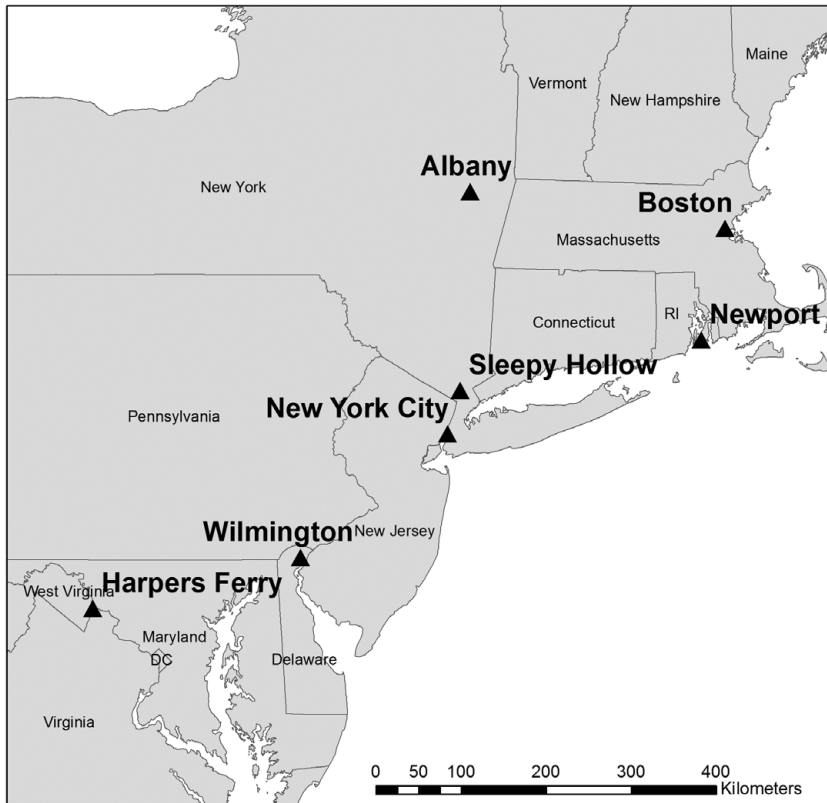 Maine
Vermont
New Hampshire
Albany
New York
Boston
Massachusetts
Newport
RI
Connecticut
Sleepy Hollow
New York City
Pennsylvania
Wilmington
New Jersey
Harpers Ferry
West Virginia
Maryland
DC
Delaware
Virginia
0 50 100 200 300 400
Kilometers